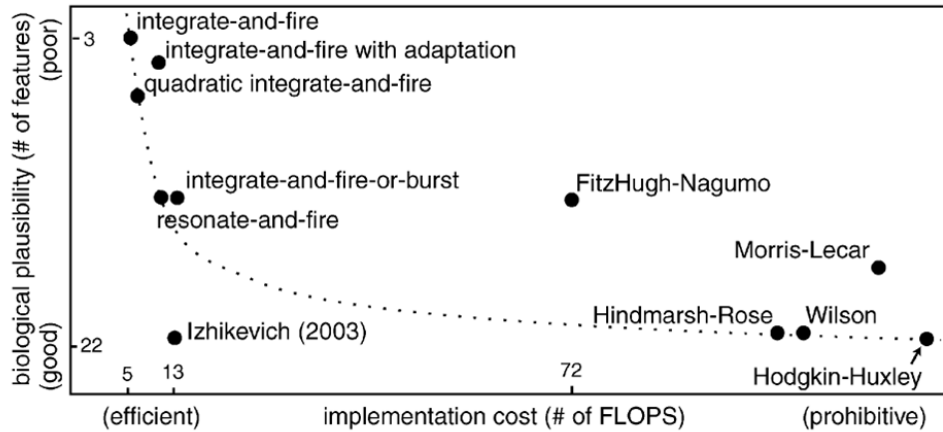 integrate-and-fire
3
integrate-and-fire with adaptation
quadratic integrate-and-fire
integrate-and-fire-or-burst
resonate-and-fire
FitzHugh-Nagumo
Morris-Lecar
Izhikevich (2003)
Hindmarsh-Rose
Wilson
22
Hodgkin-Huxley
5
13
72
(efficient)
implementation cost (# of FLOPS)
(prohibitive)
biological plausibility (# of features)
(good)
(poor)